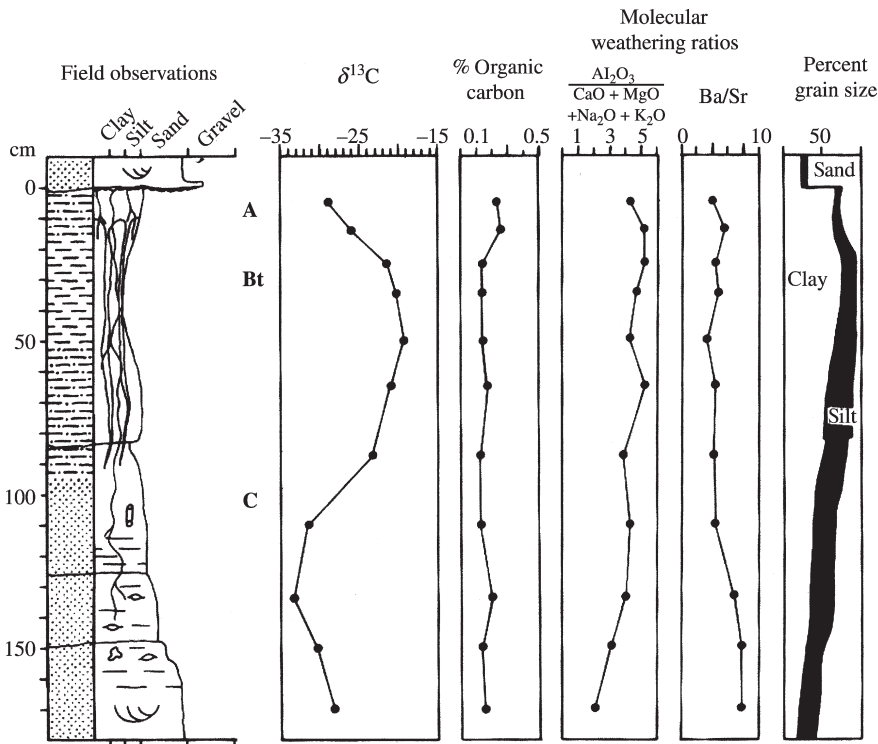 Molecular
weathering ratios
Field observations
δ13C
% Organic
carbon
Al2O3
CaO + MgO
+Na2O + K2O
Ba/Sr
Percent
grain size
Clay
Silt
Sand
Gravel
cm
−35 −25 −15
0.1 0.5
1 3 5
0 10
50
0
50
100
150
A
Bt
C
Sand
Clay
Silt